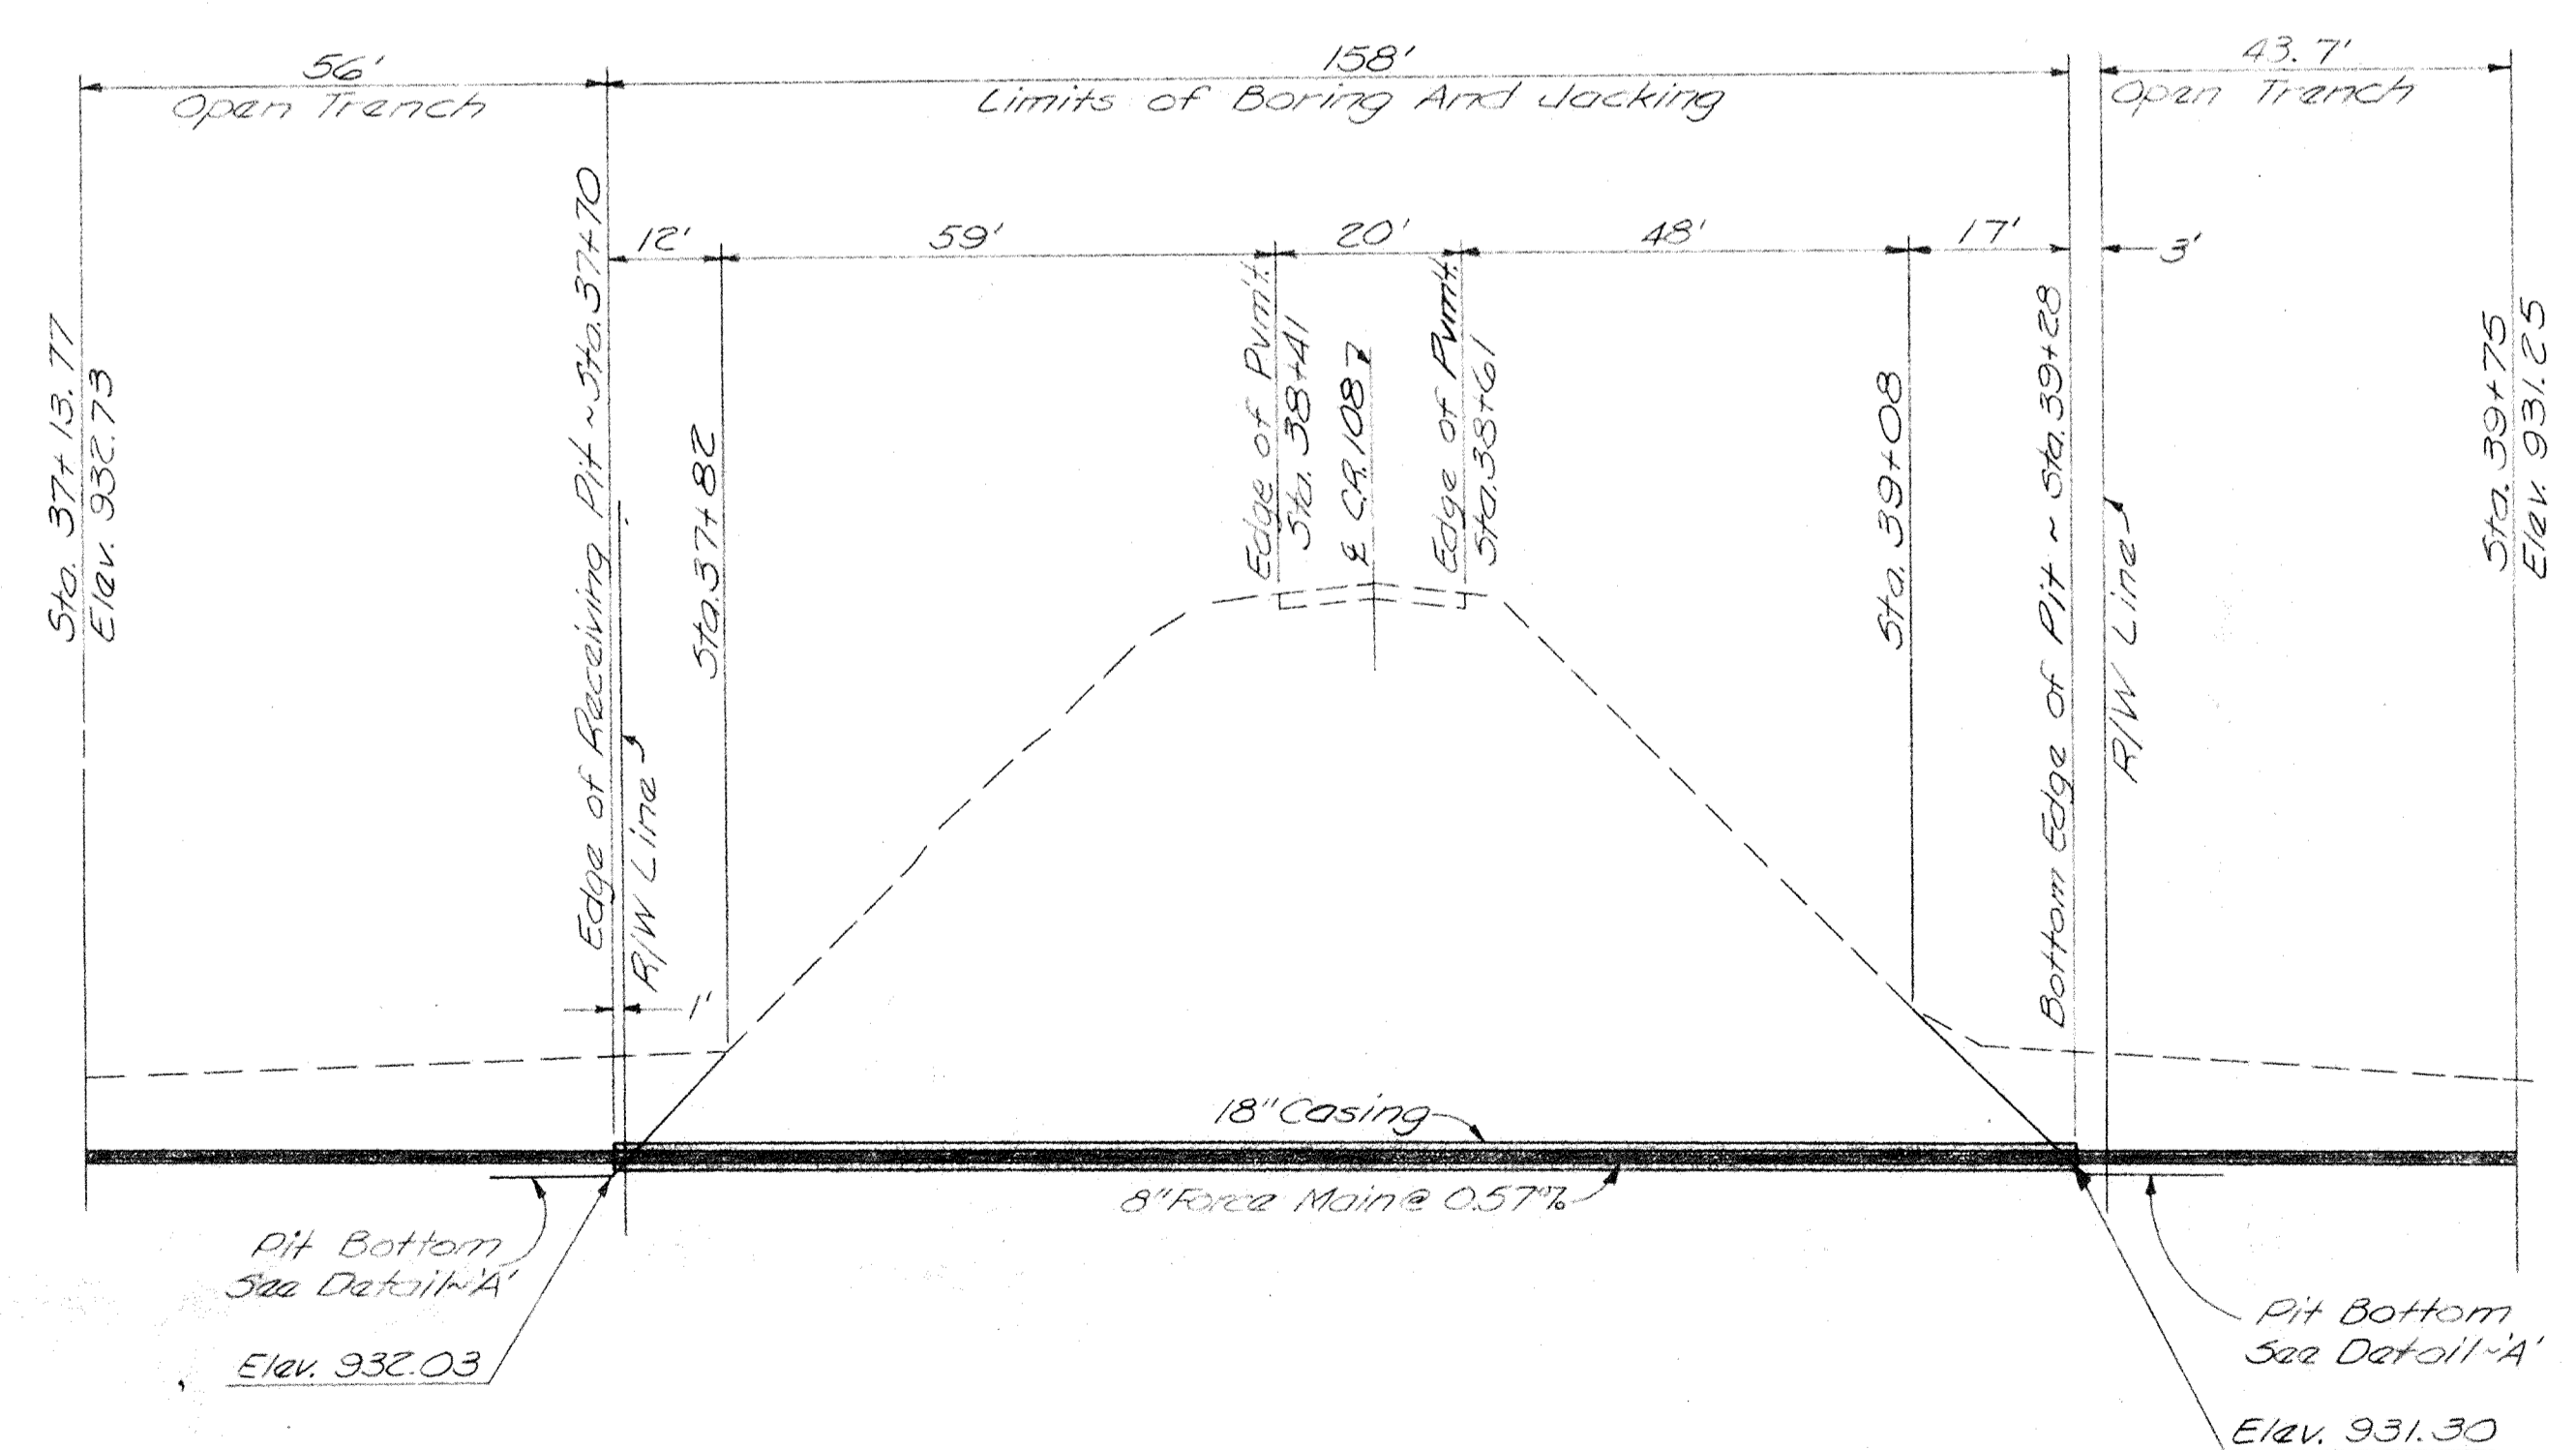 56'
Open Trench
158'
Limits of Boring And Jacking
43.7'
Open Trench
12'
59'
20'
48'
17'
3'
Sta. 37+13.77
Elev. 932.73
Edge of Receiving Pit ~ Sta. 37+70
R/W Line
1'
Sta. 37+82
Edge of Pvm't.
Sta. 38+41
℄ C.R. 108
Edge of Pvmt.
Sta. 38+61
Sta. 39+08
Bottom Edge of Pit ~ Sta. 39+28
R/W Line
Sta. 39+75
Elev. 931.25
18" Casing
8" Force Main @ 0.57%
Pit Bottom
See Detail~'A'
Elev. 932.03
Pit Bottom
See Detail~'A'
Elev. 931.30